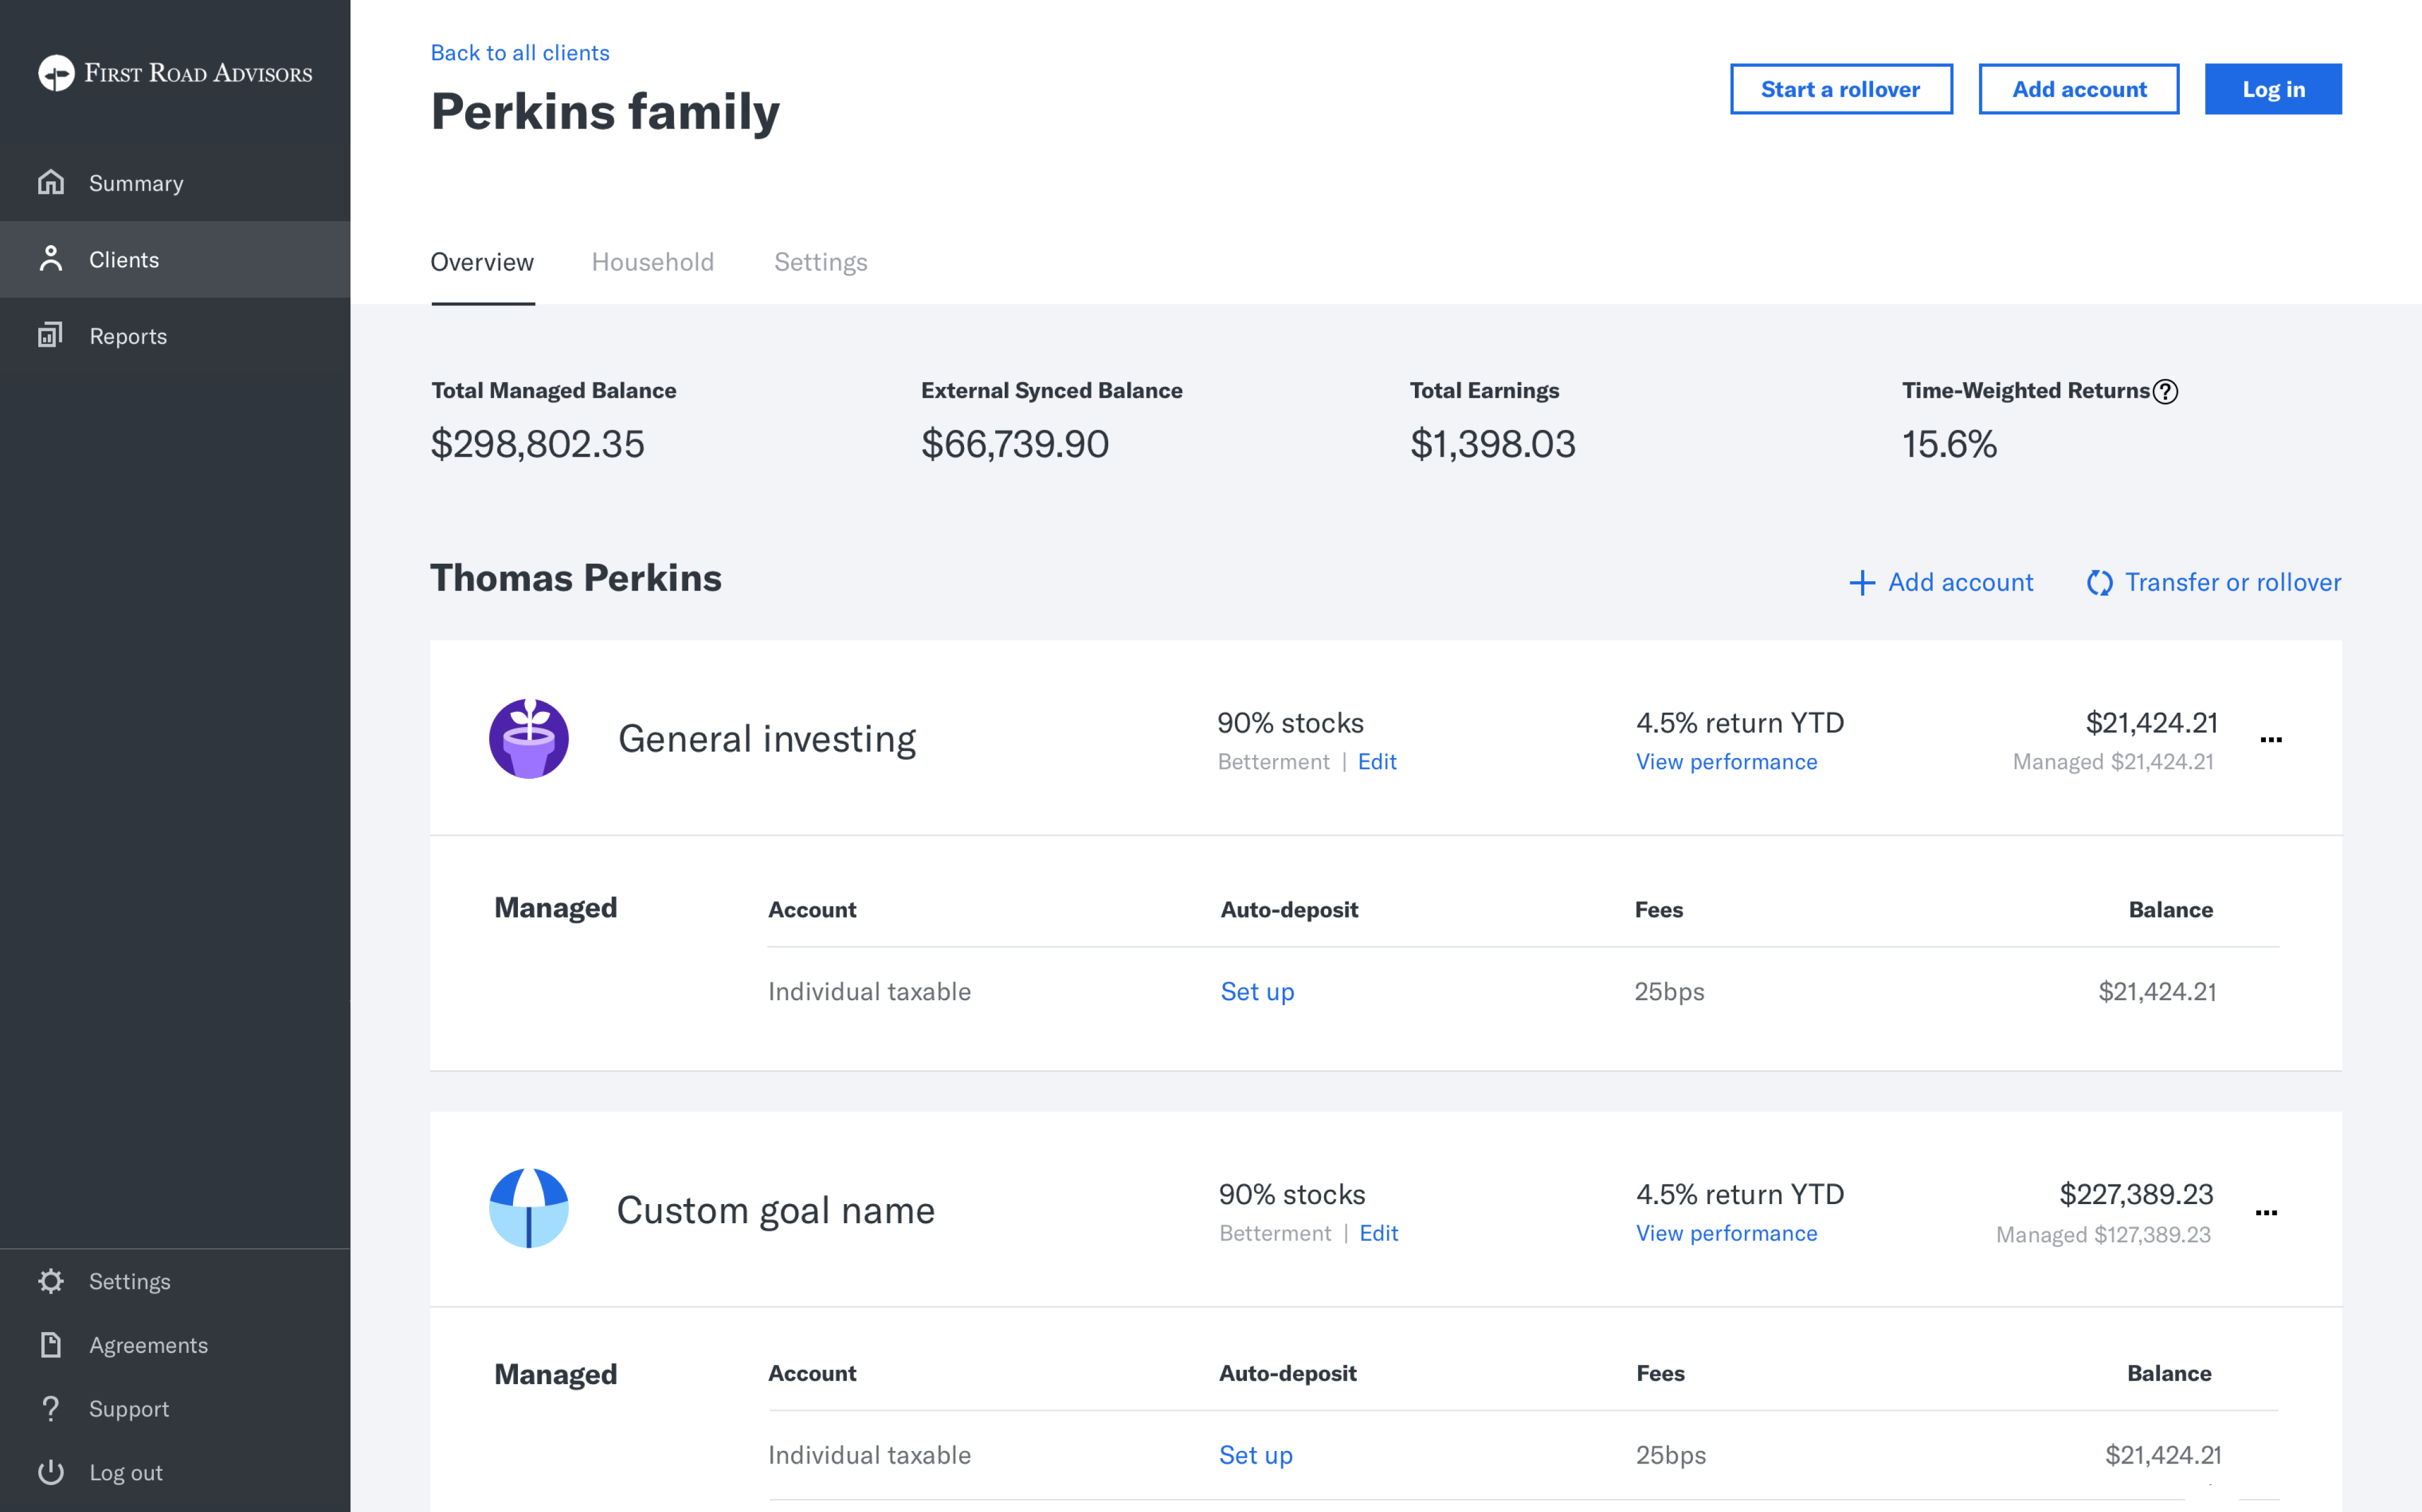 FIRST ROAD ADVISORS
Summary
Clients
Reports
Settings
Agreements
Support
Log out
Back to all clients
Perkins family
Start a rollover
Add account
Log in
Overview Household Settings
Total Managed Balance External Synced Balance Total Earnings Time-Weighted Returns ?
$298,802.35 $66,739.90 $1,398.03 15.6%
Thomas Perkins
+ Add account Transfer or rollover
General investing
90% stocks 4.5% return YTD $21,424.21 ...
Betterment | Edit View performance Managed $21,424.21
Managed Account Auto-deposit Fees Balance
Individual taxable Set up 25bps $21,424.21
Custom goal name
90% stocks 4.5% return YTD $227,389.23 ...
Betterment | Edit View performance Managed $127,389.23
Managed Account Auto-deposit Fees Balance
Individual taxable Set up 25bps $21,424.21